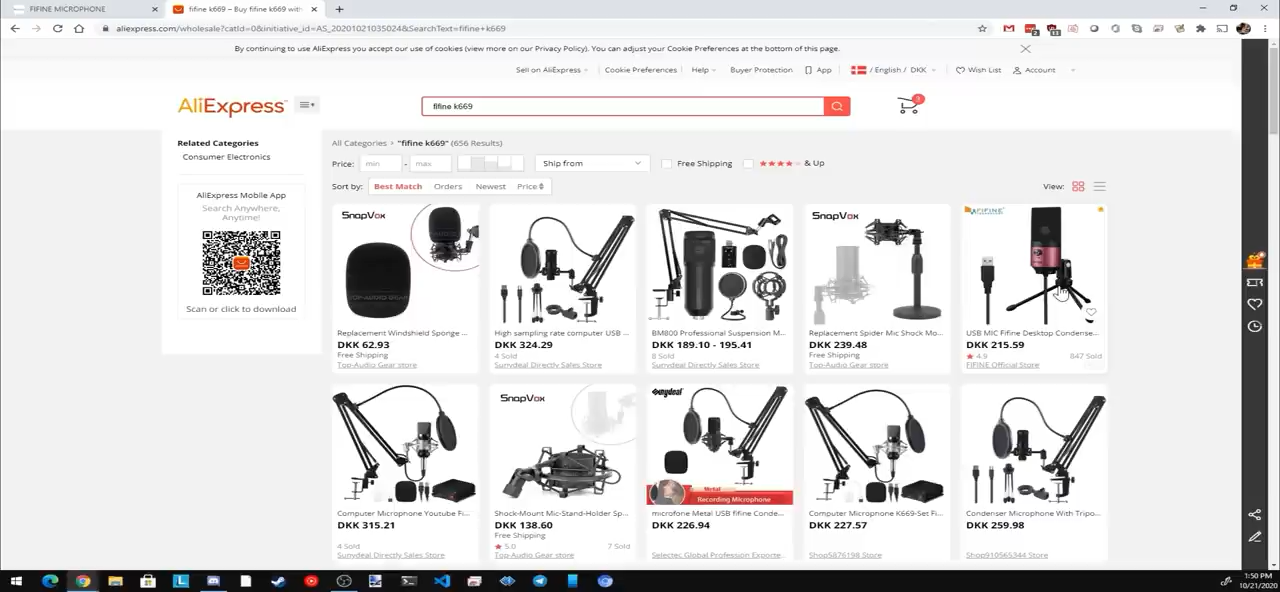 FIFINE MICROPHONE
fifine k669 – Buy fifine k669 with
aliexpress.com/wholesale?catId=0&initiative_id=AS_20201021035024&SearchText=fifine+k669
By continuing to use AliExpress you accept our use of cookies (view more on our Privacy Policy). You can adjust your Cookie Preferences at the bottom of this page.
Sell on AliExpress Cookie Preferences Help Buyer Protection App / English / DKK Wish List Account
AliExpress
fifine k669
Related Categories
Consumer Electronics
AliExpress Mobile App
Search Anywhere,
Anytime!
Scan or click to download
All Categories > "fifine k669" (656 Results)
Price: min - max Ship from Free Shipping & Up
Sort by: Best Match Orders Newest Price View:
SnapVox
TOP-AUDIO GEAR
SnapVox
FIFINE
Replacement Windshield Sponge ...
High sampling rate computer USB ...
BM800 Professional Suspension M...
Replacement Spider Mic Shock Mo...
USB MIC Fifine Desktop Condense...
DKK 62.93
DKK 324.29
DKK 189.10 - 195.41
DKK 239.48
DKK 215.59
Free Shipping
4 Sold
8 Sold
Free Shipping
4.9 847 Sold
Top-Audio Gear store
Sunydeal Directly Sales Store
Sunydeal Directly Sales Store
Top-Audio Gear store
FIFINE Official Store
SnapVox
Sunydeal
Metal
Recording Microphone
Computer Microphone Youtube Fi...
Shock-Mount Mic-Stand-Holder Sp...
microfone Metal USB fifine Conde...
Computer Microphone K669-Set Fi...
Condenser Microphone With Tripo...
DKK 315.21
DKK 138.60
DKK 226.94
DKK 227.57
DKK 259.98
Free Shipping
4 Sold
5.0 7 Sold
Sunydeal Directly Sales Store
Top-Audio Gear store
Selectec Global Profession Exporte...
Shop5876198 Store
Shop910565344 Store
1:50 PM
10/21/2020